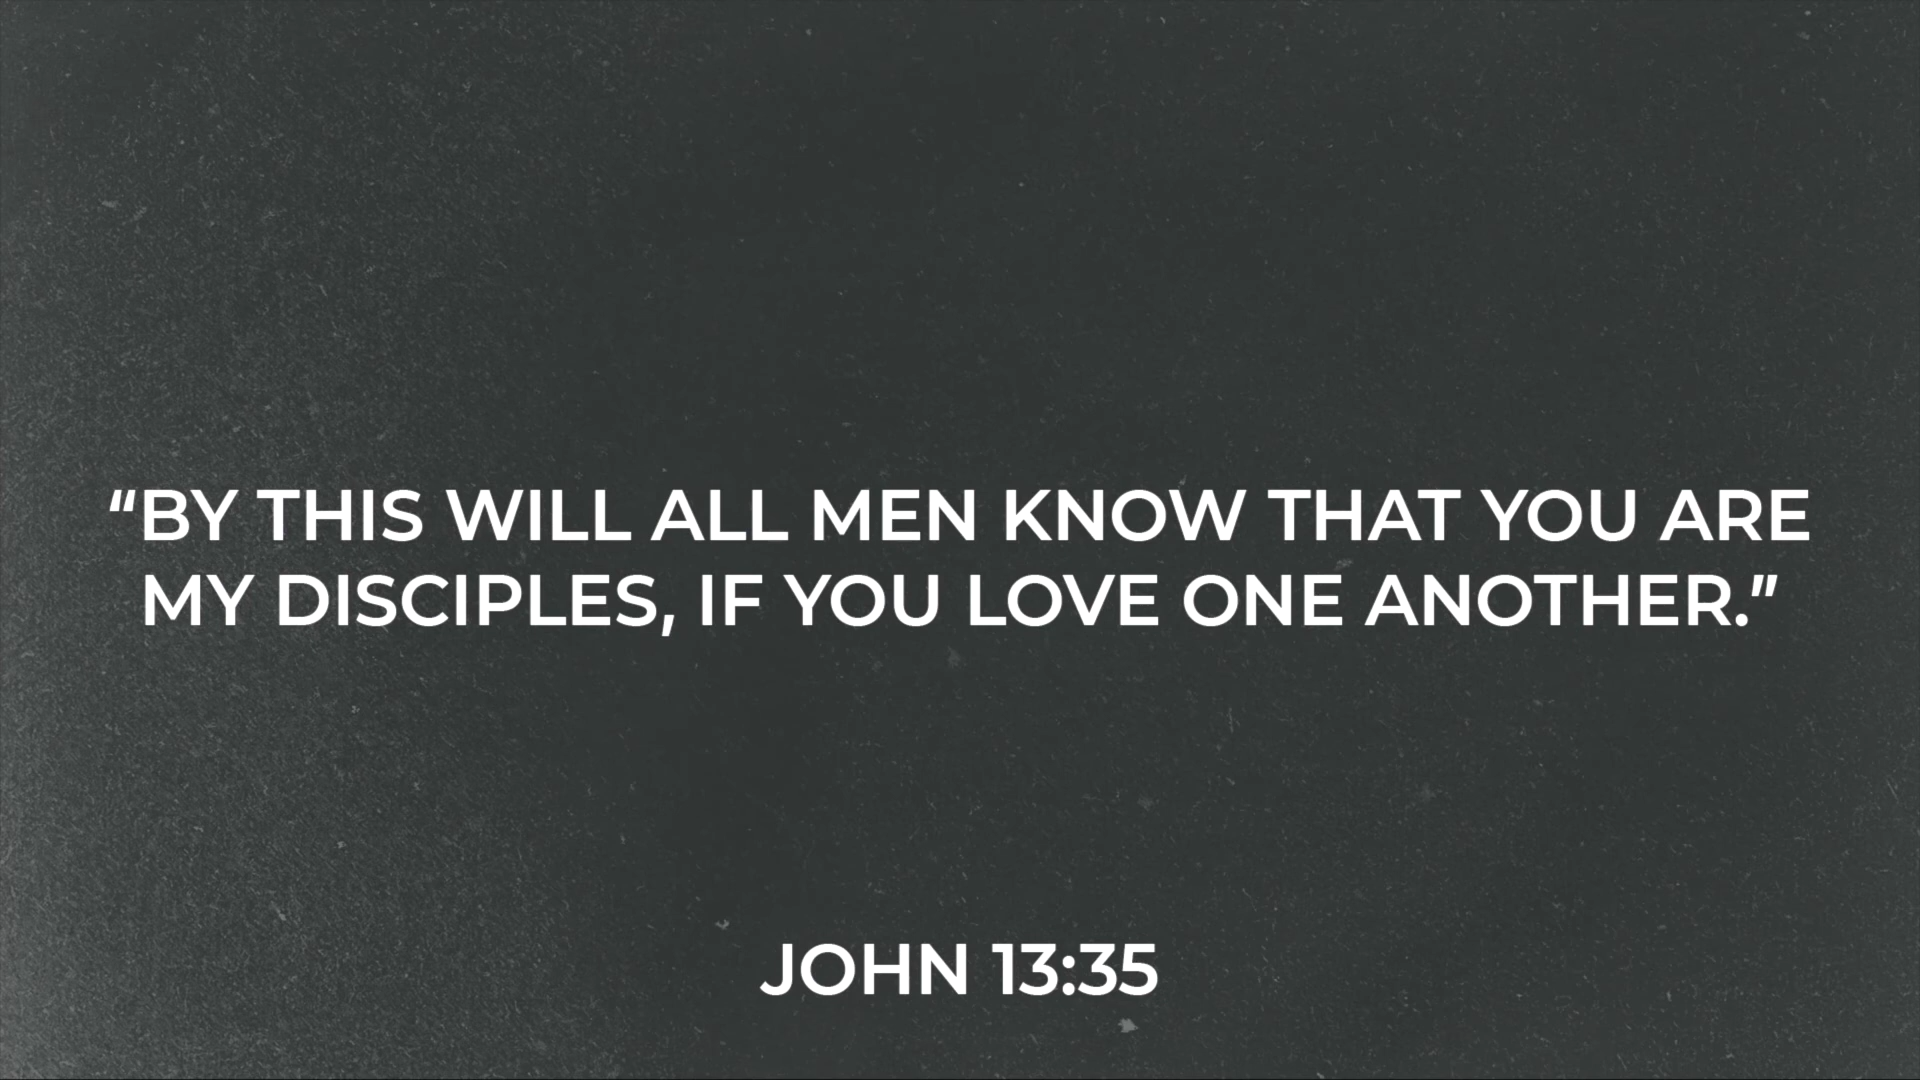 "BY THIS WILL ALL MEN KNOW THAT YOU ARE
MY DISCIPLES, IF YOU LOVE ONE ANOTHER."
JOHN 13:35